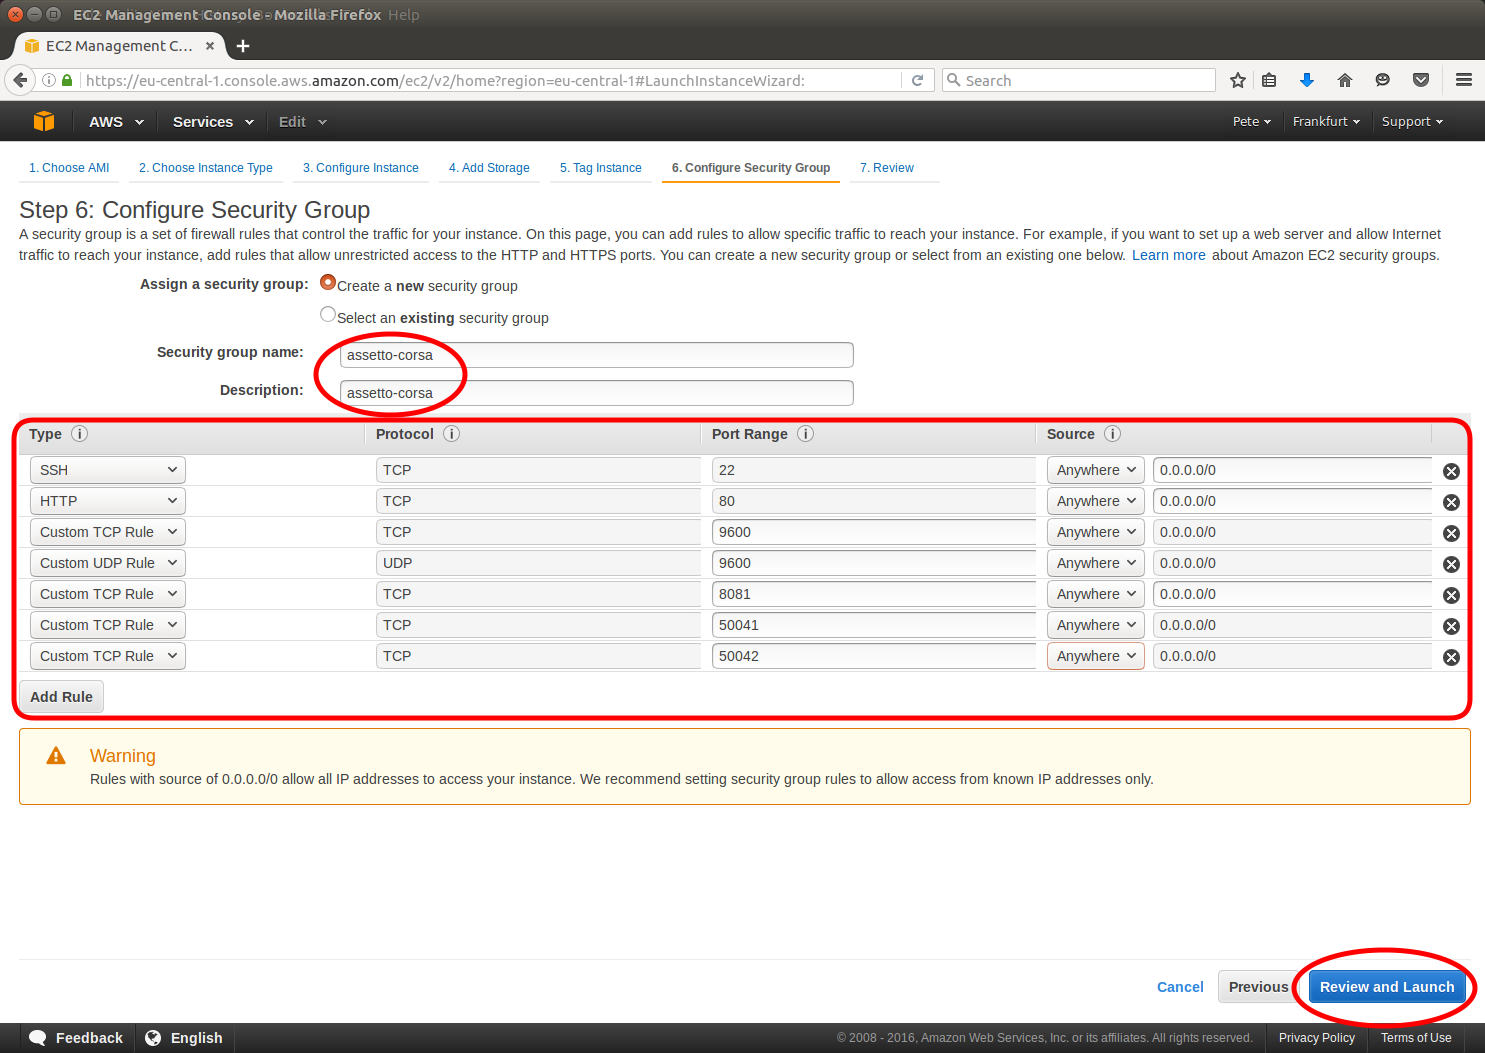 EC2 Management Console - Mozilla Firefox Help
EC2 Management C...
https://eu-central-1.console.aws.amazon.com/ec2/v2/home?region=eu-central-1#LaunchInstanceWizard:
Search
AWS Services Edit Pete Frankfurt Support
1. Choose AMI 2. Choose Instance Type 3. Configure Instance 4. Add Storage 5. Tag Instance 6. Configure Security Group 7. Review
Step 6: Configure Security Group
A security group is a set of firewall rules that control the traffic for your instance. On this page, you can add rules to allow specific traffic to reach your instance. For example, if you want to set up a web server and allow Internet
traffic to reach your instance, add rules that allow unrestricted access to the HTTP and HTTPS ports. You can create a new security group or select from an existing one below. Learn more about Amazon EC2 security groups.
Assign a security group: Create a new security group
Select an existing security group
Security group name: assetto-corsa
Description: assetto-corsa
Type i Protocol i Port Range i Source i
SSH TCP 22 Anywhere 0.0.0.0/0
HTTP TCP 80 Anywhere 0.0.0.0/0
Custom TCP Rule TCP 9600 Anywhere 0.0.0.0/0
Custom UDP Rule UDP 9600 Anywhere 0.0.0.0/0
Custom TCP Rule TCP 8081 Anywhere 0.0.0.0/0
Custom TCP Rule TCP 50041 Anywhere 0.0.0.0/0
Custom TCP Rule TCP 50042 Anywhere 0.0.0.0/0
Add Rule
Warning
Rules with source of 0.0.0.0/0 allow all IP addresses to access your instance. We recommend setting security group rules to allow access from known IP addresses only.
Cancel Previous Review and Launch
Feedback English © 2008 - 2016, Amazon Web Services, Inc. or its affiliates. All rights reserved. Privacy Policy Terms of Use